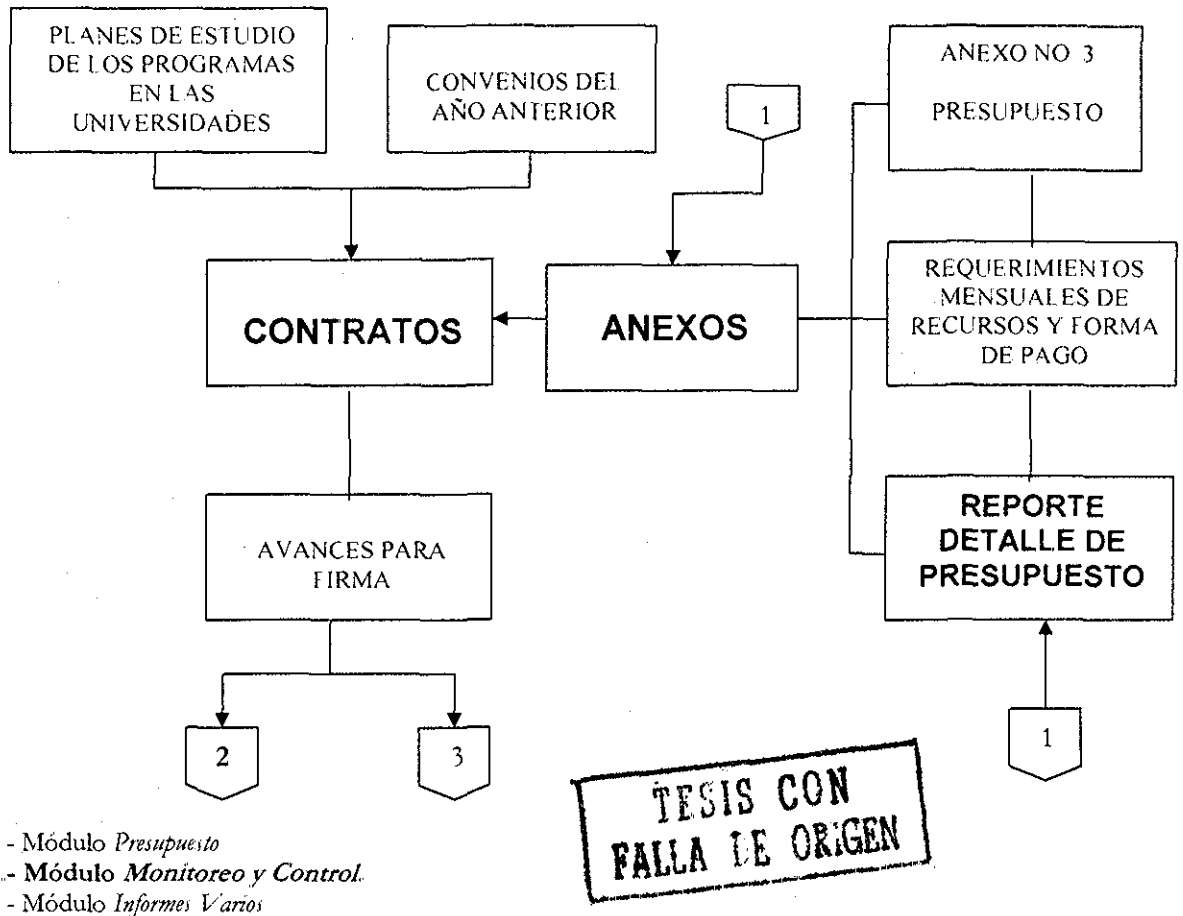 PLANES DE ESTUDIO
DE LOS PROGRAMAS
EN LAS
UNIVERSIDADES
CONVENIOS DEL
AÑO ANTERIOR
1
ANEXO NO 3
PRESUPUESTO
CONTRATOS
ANEXOS
REQUERIMIENTOS
MENSUALES DE
RECURSOS Y FORMA
DE PAGO
AVANCES PARA
FIRMA
REPORTE
DETALLE DE
PRESUPUESTO
2
3
1
TESIS CON
FALLA DE ORIGEN
- Módulo Presupuesto
.- Módulo Monitoreo y Control.
- Módulo Informes Varios